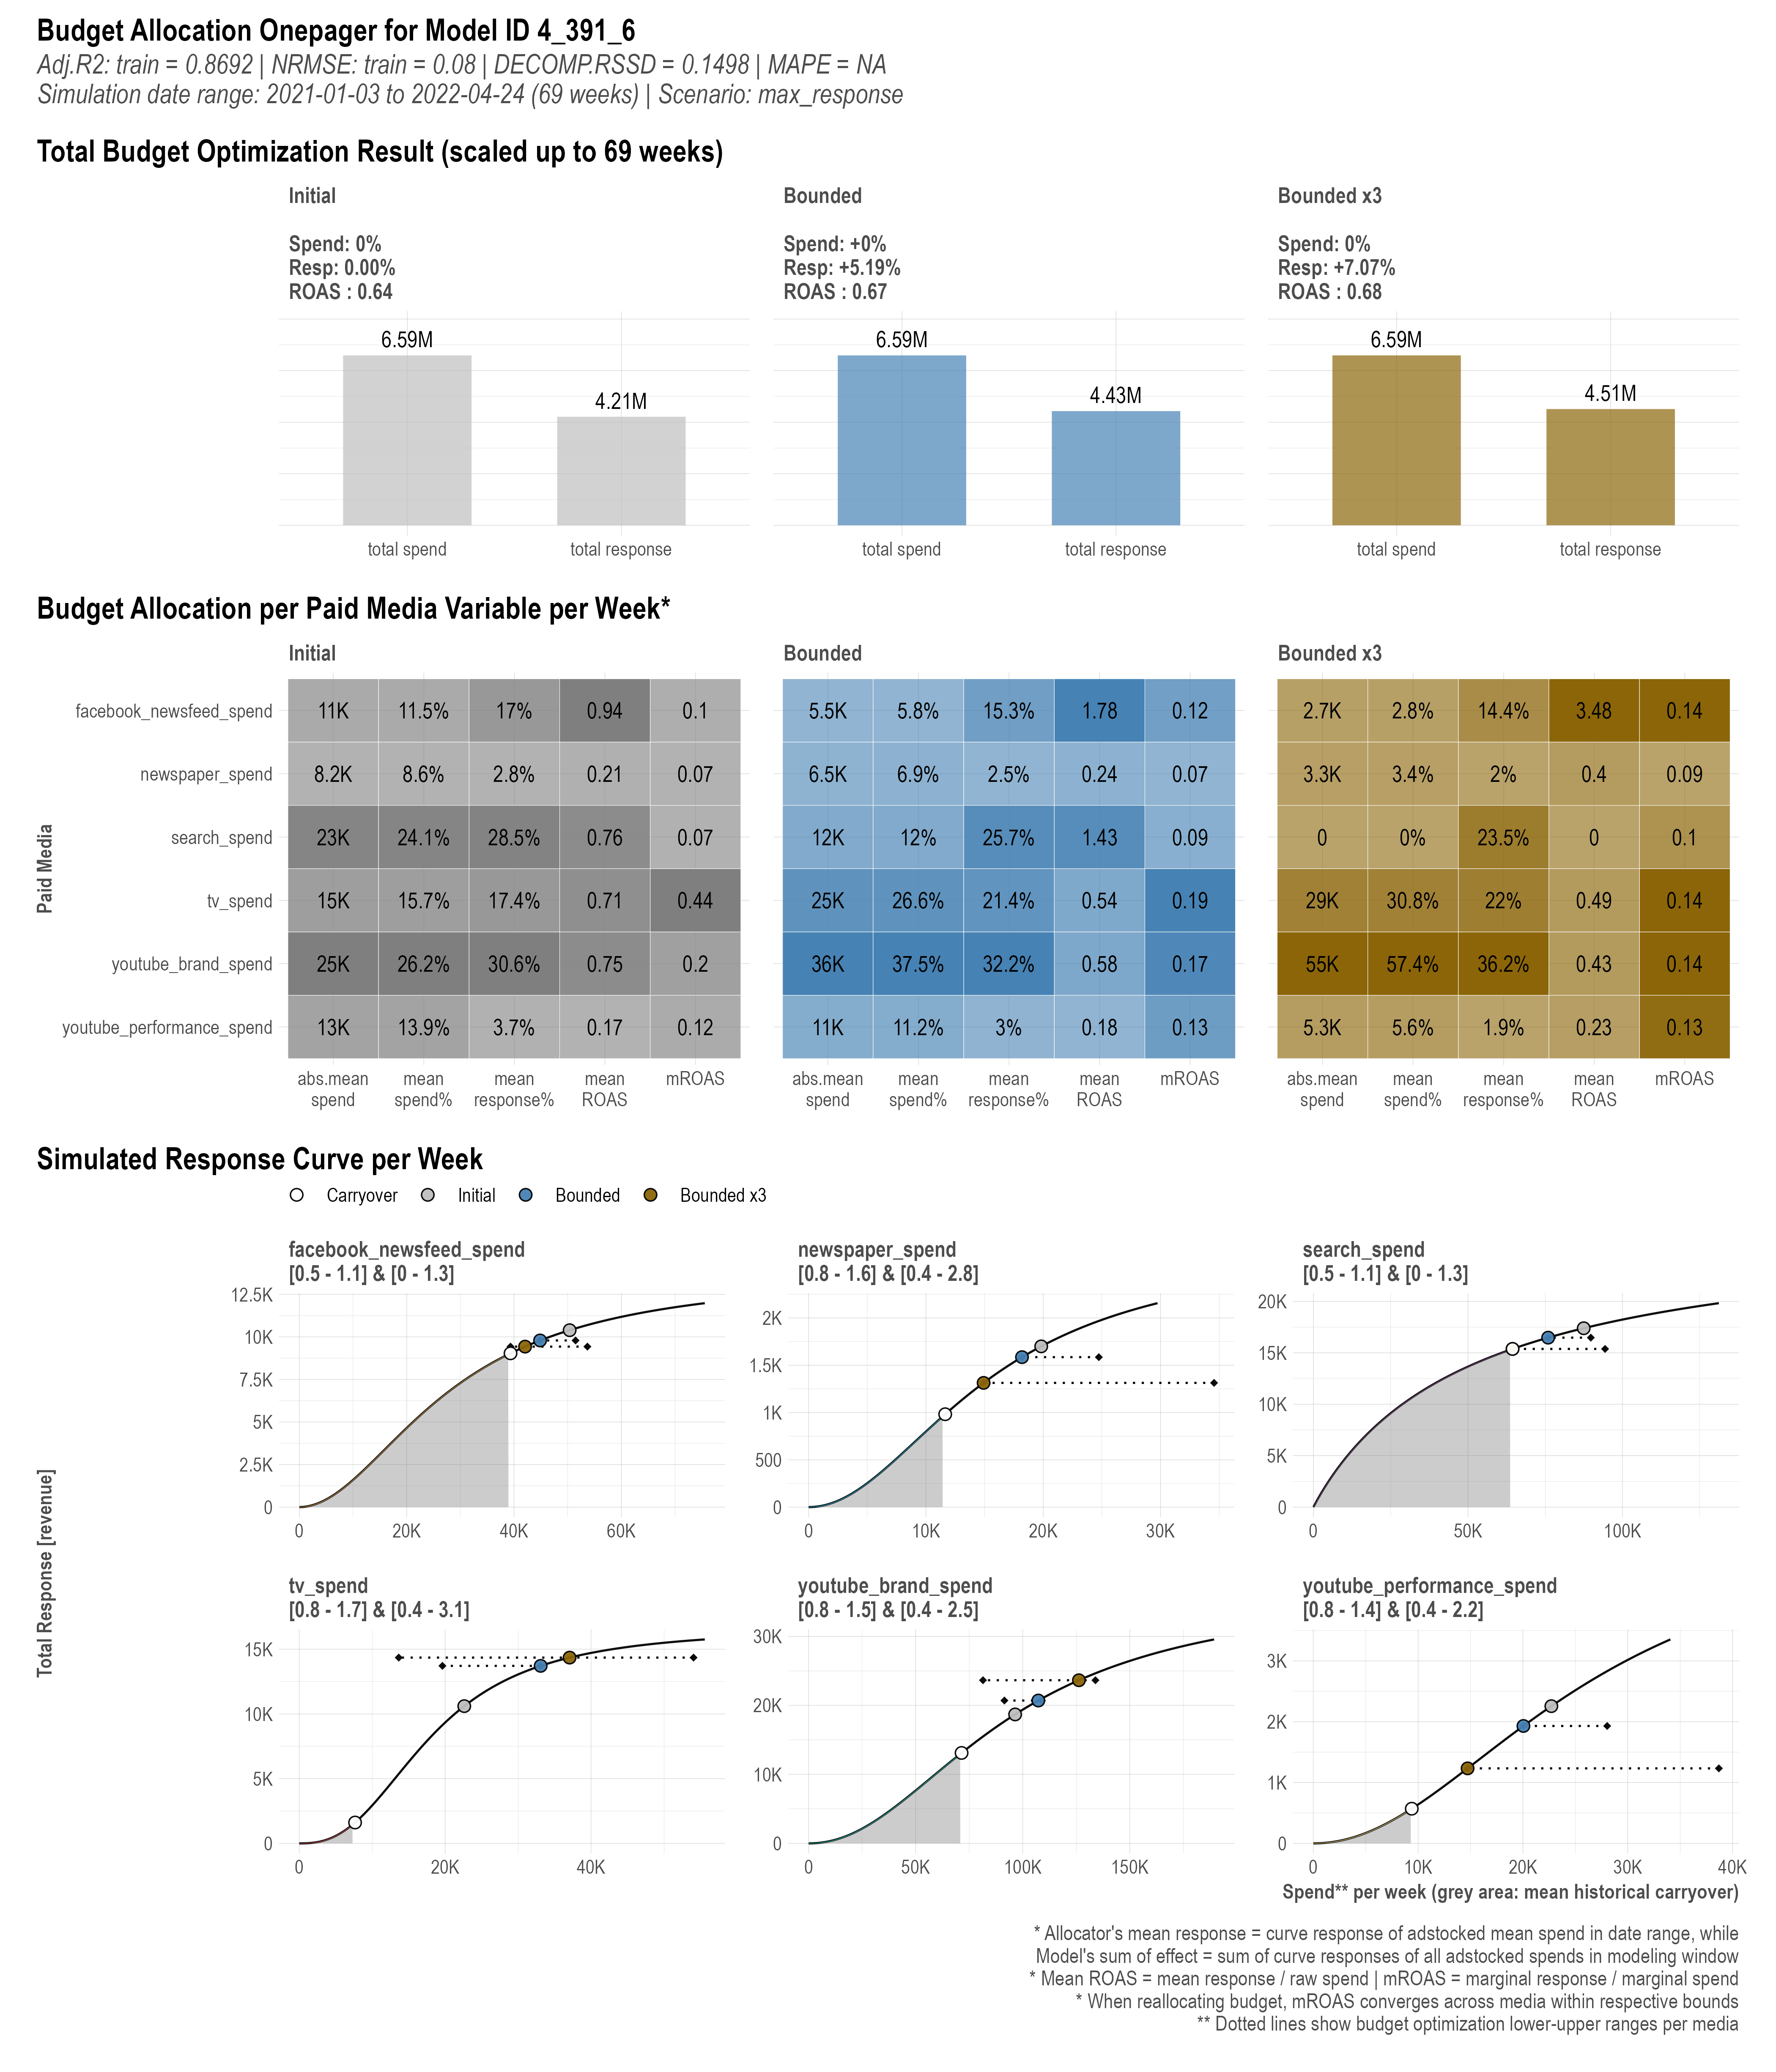 Budget Allocation Onepager for Model ID 4_391_6
Adj.R2: train = 0.8692 | NRMSE: train = 0.08 | DECOMP.RSSD = 0.1498 | MAPE = NA
Simulation date range: 2021-01-03 to 2022-04-24 (69 weeks) | Scenario: max_response
Total Budget Optimization Result (scaled up to 69 weeks)
Initial
Spend: 0%
Resp: 0.00%
ROAS : 0.64
6.59M
4.21M
total spend
total response
Bounded
Spend: +0%
Resp: +5.19%
ROAS : 0.67
6.59M
4.43M
total spend
total response
Bounded x3
Spend: 0%
Resp: +7.07%
ROAS : 0.68
6.59M
4.51M
total spend
total response
Budget Allocation per Paid Media Variable per Week*
Initial Bounded Bounded x3
Paid Media
facebook_newsfeed_spend 11K 11.5% 17% 0.94 0.1 5.5K 5.8% 15.3% 1.78 0.12 2.7K 2.8% 14.4% 3.48 0.14
newspaper_spend 8.2K 8.6% 2.8% 0.21 0.07 6.5K 6.9% 2.5% 0.24 0.07 3.3K 3.4% 2% 0.4 0.09
search_spend 23K 24.1% 28.5% 0.76 0.07 12K 12% 25.7% 1.43 0.09 0 0% 23.5% 0 0.1
tv_spend 15K 15.7% 17.4% 0.71 0.44 25K 26.6% 21.4% 0.54 0.19 29K 30.8% 22% 0.49 0.14
youtube_brand_spend 25K 26.2% 30.6% 0.75 0.2 36K 37.5% 32.2% 0.58 0.17 55K 57.4% 36.2% 0.43 0.14
youtube_performance_spend 13K 13.9% 3.7% 0.17 0.12 11K 11.2% 3% 0.18 0.13 5.3K 5.6% 1.9% 0.23 0.13
abs.mean mean mean mean mROAS abs.mean mean mean mean mROAS abs.mean mean mean mean mROAS
spend spend% response% ROAS spend spend% response% ROAS spend spend% response% ROAS
Simulated Response Curve per Week
Carryover Initial Bounded Bounded x3
Total Response [revenue]
facebook_newsfeed_spend
[0.5 - 1.1] & [0 - 1.3]
12.5K
10K
7.5K
5K
2.5K
0
0 20K 40K 60K
newspaper_spend
[0.8 - 1.6] & [0.4 - 2.8]
2K
1.5K
1K
500
0
0 10K 20K 30K
search_spend
[0.5 - 1.1] & [0 - 1.3]
20K
15K
10K
5K
0
0 50K 100K
tv_spend
[0.8 - 1.7] & [0.4 - 3.1]
15K
10K
5K
0
0 20K 40K
youtube_brand_spend
[0.8 - 1.5] & [0.4 - 2.5]
30K
20K
10K
0
0 50K 100K 150K
youtube_performance_spend
[0.8 - 1.4] & [0.4 - 2.2]
3K
2K
1K
0
0 10K 20K 30K 40K
Spend** per week (grey area: mean historical carryover)
* Allocator's mean response = curve response of adstocked mean spend in date range, while
Model's sum of effect = sum of curve responses of all adstocked spends in modeling window
* Mean ROAS = mean response / raw spend | mROAS = marginal response / marginal spend
* When reallocating budget, mROAS converges across media within respective bounds
** Dotted lines show budget optimization lower-upper ranges per media